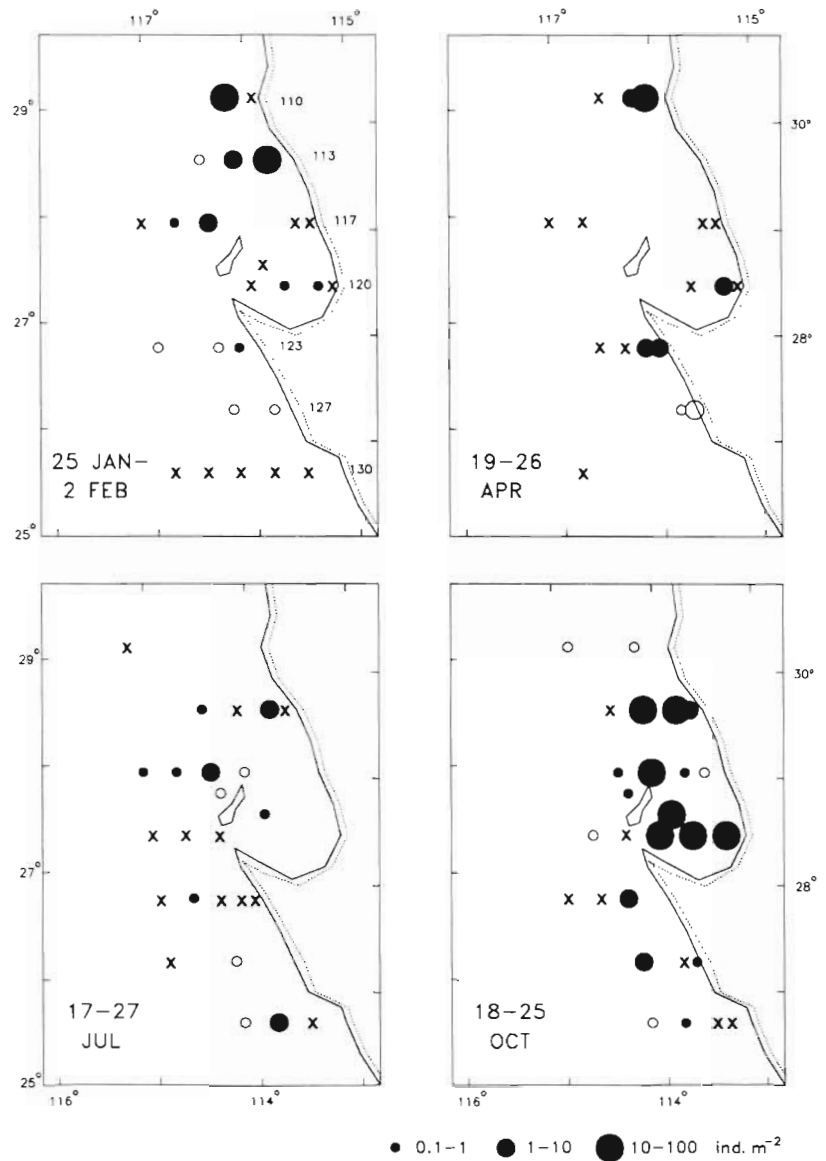 117° 115° 117° 115°
29° 110 30°
113
117
120
27° 28°
123
127
25 JAN- 130 19-26
2 FEB APR
25°
29° 30°
27° 28°
17-27 18-25
JUL OCT
25°
116° 114° 116° 114°
0.1-1 1-10 10-100 ind. m⁻²